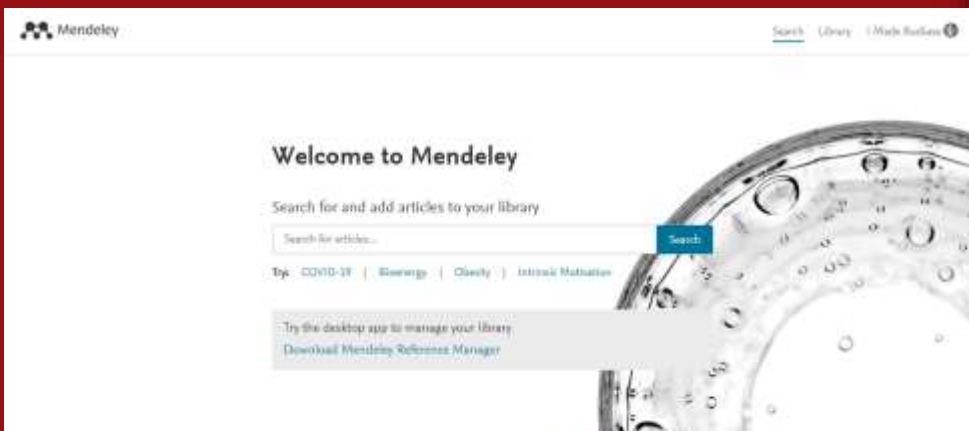 Mendeley
Search Library I Made
Welcome to Mendeley
Search for and add articles to your library
Search for articles...
Search
Try: COVID-19 | Bioenergy | Obesity | Intrinsic Motivation
Try the desktop app to manage your library
Download Mendeley Reference Manager